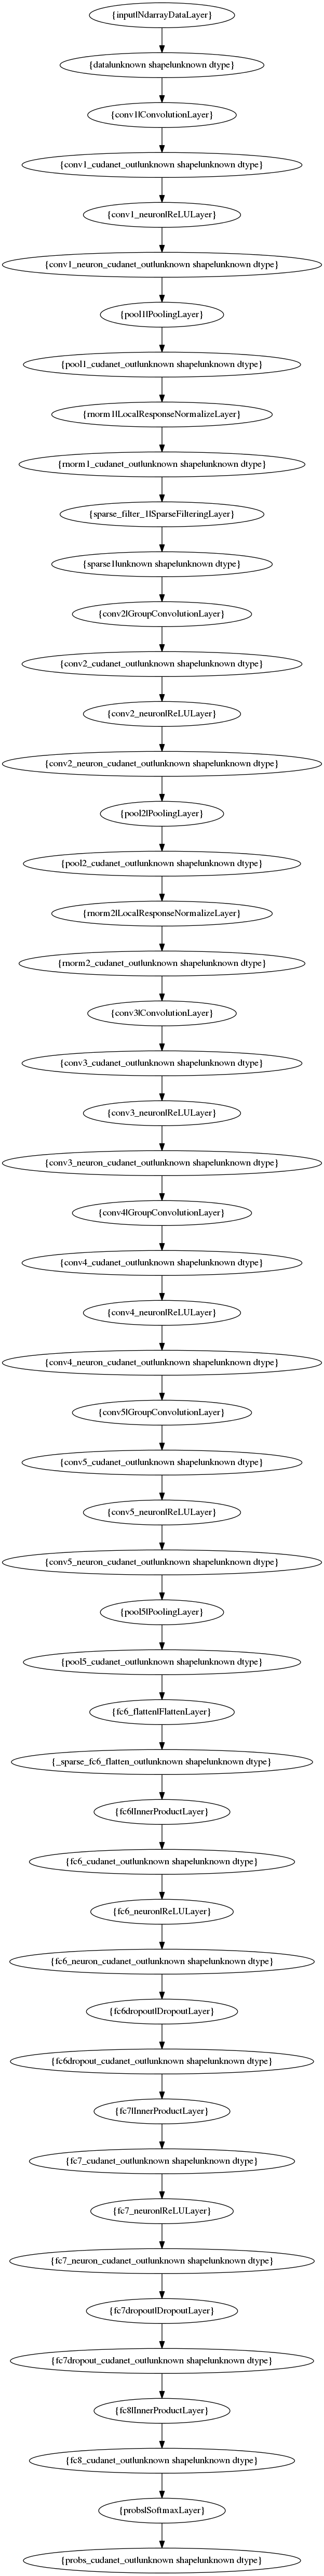 {input|NdarrayDataLayer}
{data|unknown shape|unknown dtype}
{conv1|ConvolutionLayer}
{conv1_cudanet_out|unknown shape|unknown dtype}
{conv1_neuron|ReLULayer}
{conv1_neuron_cudanet_out|unknown shape|unknown dtype}
{pool1|PoolingLayer}
{pool1_cudanet_out|unknown shape|unknown dtype}
{rnorm1|LocalResponseNormalizeLayer}
{rnorm1_cudanet_out|unknown shape|unknown dtype}
{sparse_filter_1|SparseFilteringLayer}
{sparse1|unknown shape|unknown dtype}
{conv2|GroupConvolutionLayer}
{conv2_cudanet_out|unknown shape|unknown dtype}
{conv2_neuron|ReLULayer}
{conv2_neuron_cudanet_out|unknown shape|unknown dtype}
{pool2|PoolingLayer}
{pool2_cudanet_out|unknown shape|unknown dtype}
{rnorm2|LocalResponseNormalizeLayer}
{rnorm2_cudanet_out|unknown shape|unknown dtype}
{conv3|ConvolutionLayer}
{conv3_cudanet_out|unknown shape|unknown dtype}
{conv3_neuron|ReLULayer}
{conv3_neuron_cudanet_out|unknown shape|unknown dtype}
{conv4|GroupConvolutionLayer}
{conv4_cudanet_out|unknown shape|unknown dtype}
{conv4_neuron|ReLULayer}
{conv4_neuron_cudanet_out|unknown shape|unknown dtype}
{conv5|GroupConvolutionLayer}
{conv5_cudanet_out|unknown shape|unknown dtype}
{conv5_neuron|ReLULayer}
{conv5_neuron_cudanet_out|unknown shape|unknown dtype}
{pool5|PoolingLayer}
{pool5_cudanet_out|unknown shape|unknown dtype}
{fc6_flatten|FlattenLayer}
{_sparse_fc6_flatten_out|unknown shape|unknown dtype}
{fc6|InnerProductLayer}
{fc6_cudanet_out|unknown shape|unknown dtype}
{fc6_neuron|ReLULayer}
{fc6_neuron_cudanet_out|unknown shape|unknown dtype}
{fc6dropout|DropoutLayer}
{fc6dropout_cudanet_out|unknown shape|unknown dtype}
{fc7|InnerProductLayer}
{fc7_cudanet_out|unknown shape|unknown dtype}
{fc7_neuron|ReLULayer}
{fc7_neuron_cudanet_out|unknown shape|unknown dtype}
{fc7dropout|DropoutLayer}
{fc7dropout_cudanet_out|unknown shape|unknown dtype}
{fc8|InnerProductLayer}
{fc8_cudanet_out|unknown shape|unknown dtype}
{probs|SoftmaxLayer}
{probs_cudanet_out|unknown shape|unknown dtype}